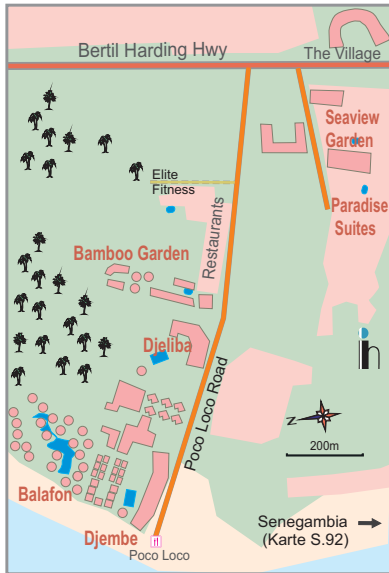 Bertil Harding Hwy
The Village
Seaview
Garden
Elite
Fitness
Paradise
Suites
Restaurants
Bamboo Garden
Djeliba
Poco Loco Road
N
200m
Balafon
Senegambia
(Karte S.92)
Djembe
Poco Loco